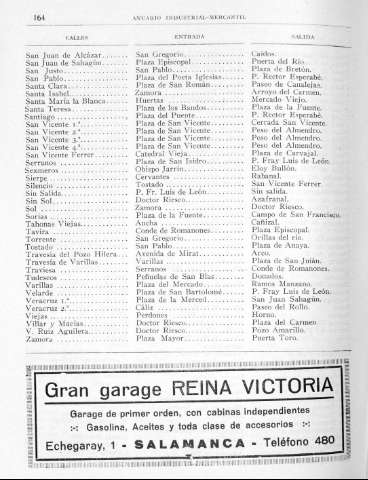 164 ANUARIO INDUSTRIAL-MERCANTIL
CALLES ENTRADA SALIDA
San Juan de Alcázar San Gregorio Caídos.
San Juan de Sahagún Plaza Episcopal Puerta del Río.
San Justo San Pablo Plaza de Bretón.
San Pablo Plaza del Poeta Iglesias P. Rector Esperabé.
Santa Clara Plaza de San Román Paseo de Canalejas.
Santa Isabel Zamora Arroyo del Carmen.
Santa María la Blanca Huertas Mercado Viejo.
Santa Teresa Plaza de los Bandos Plaza de la Fuente.
Santiago Plaza del Puente P. Rector Esperabé.
San Vicente 1.ª Plaza de San Vicente Cerrada San Vicente.
San Vicente 2.ª Plaza de San Vicente Peso del Almendro.
San Vicente 3.ª Plaza de San Vicente Peso del Almendro.
San Vicente 4.ª Plaza de San Vicente Peso del Almendro.
San Vicente Ferrer Catedral Vieja Plaza de Carvajal.
Serranos Plaza de San Isidro P. Fray Luis de León.
Sexmeros Obispo Jarrín Eloy Bullón.
Sierpe Cervantes Rabanal.
Silencio Tostado San Vicente Ferrer.
Sin Salida P. Fr. Luis de León Sin salida.
Sin Sol Doctor Riesco Azafranal.
Sol Zamora Doctor Riesco.
Sorias Plaza de la Fuente Campo de San Francisco.
Tahonas Viejas Ancha Cañizal.
Tavira Conde de Romanones Plaza Episcopal.
Torrente San Gregorio Orillas del río.
Tostado San Pablo Plaza de Anaya.
Travesía del Pozo Hilera Avenida de Mirat Arco.
Travesía de Varillas Varillas Plaza de San Julián.
Traviesa Serranos Conde de Romanones.
Tudescos Peñuelas de San Blas Donados.
Varillas Plaza del Mercado Ramos Manzano.
Velarde Plaza de San Bartolomé P. Fray Luis de León.
Veracruz 1.ª Plaza de la Merced San Juan Sahagún.
Veracruz 2.ª Cáliz Paseo del Rollo.
Viejas Perdones Horno.
Villar y Macías Doctor Riesco Plaza del Carmen
V. Ruiz Aguilera Doctor Riesco Pozo Amarillo.
Zamora Plaza Mayor Puerta Toro.
Gran garage REINA VICTORIA
Garage de primer orden, con cabinas independientes
Gasolina, Aceites y toda clase de accesorios
Echegaray, 1 - SALAMANCA - Teléfono 480